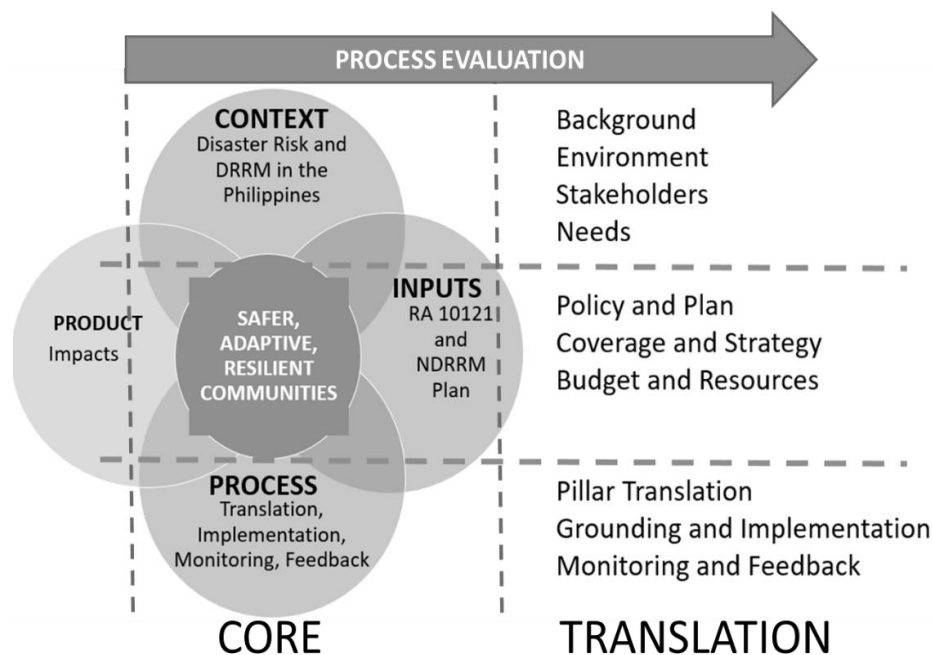 PROCESS EVALUATION
CONTEXT
Disaster Risk and
DRRM in the
Philippines
Background
Environment
Stakeholders
Needs
PRODUCT
Impacts
SAFER,
ADAPTIVE,
RESILIENT
COMMUNITIES
INPUTS
RA 10121
and
NDRRM
Plan
Policy and Plan
Coverage and Strategy
Budget and Resources
PROCESS
Translation,
Implementation,
Monitoring, Feedback
Pillar Translation
Grounding and Implementation
Monitoring and Feedback
CORE
TRANSLATION